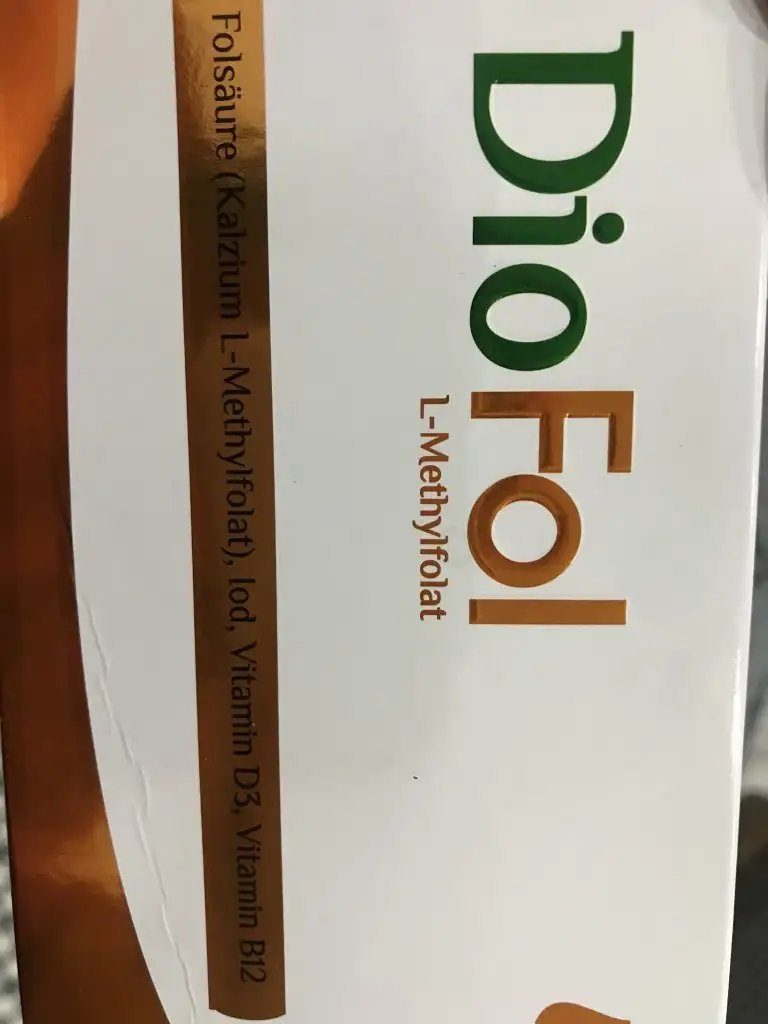 DioFol
L-Methylfolat
Folsäure (Kalzium L-Methylfolat), Iod, Vitamin D3, Vitamin B12